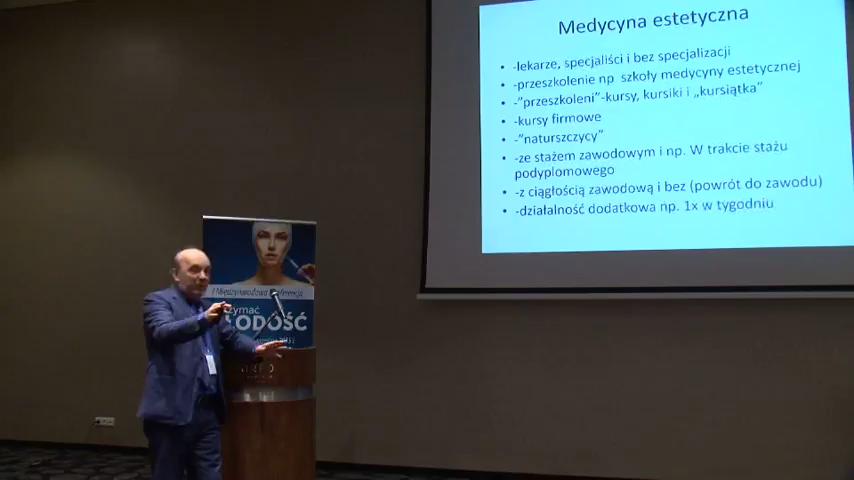 Medycyna estetyczna
• -lekarze, specjaliści i bez specjalizacji
• -przeszkolenie np szkoły medycyny estetycznej
• -"przeszkoleni"-kursy, kursiki i „kursiątka"
• -kursy firmowe
• -"naturszczycy"
• -ze stażem zawodowym i np. W trakcie stażu
podyplomowego
• -z ciągłością zawodową i bez (powrót do zawodu)
• -działalność dodatkowa np. 1x w tygodniu
I Międzynarodowa